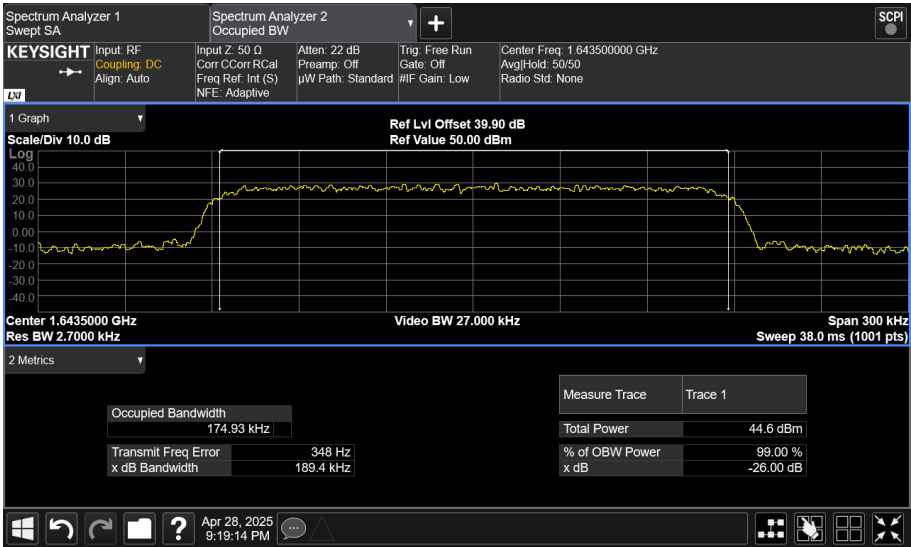 Spectrum Analyzer 1
Swept SA
Spectrum Analyzer 2
Occupied BW
▼
+
SCPI
KEYSIGHT
LXI
Input: RF
Coupling: DC
Align: Auto
Input Z: 50 Ω
Corr CCorr RCal
Freq Ref: Int (S)
NFE: Adaptive
Atten: 22 dB
Preamp: Off
µW Path: Standard
Trig: Free Run
Gate: Off
#IF Gain: Low
Center Freq: 1.643500000 GHz
Avg|Hold: 50/50
Radio Std: None
1 Graph ▼
Scale/Div 10.0 dB
Ref Lvl Offset 39.90 dB
Ref Value 50.00 dBm
Log
40.0
30.0
20.0
10.0
0.00
-10.0
-20.0
-30.0
-40.0
Center 1.6435000 GHz
Res BW 2.7000 kHz
Video BW 27.000 kHz
Span 300 kHz
Sweep 38.0 ms (1001 pts)
2 Metrics ▼
Occupied Bandwidth
174.93 kHz
Transmit Freq Error 348 Hz
x dB Bandwidth 189.4 kHz
Measure Trace Trace 1
Total Power 44.6 dBm
% of OBW Power 99.00 %
x dB -26.00 dB
?
Apr 28, 2025
9:19:14 PM